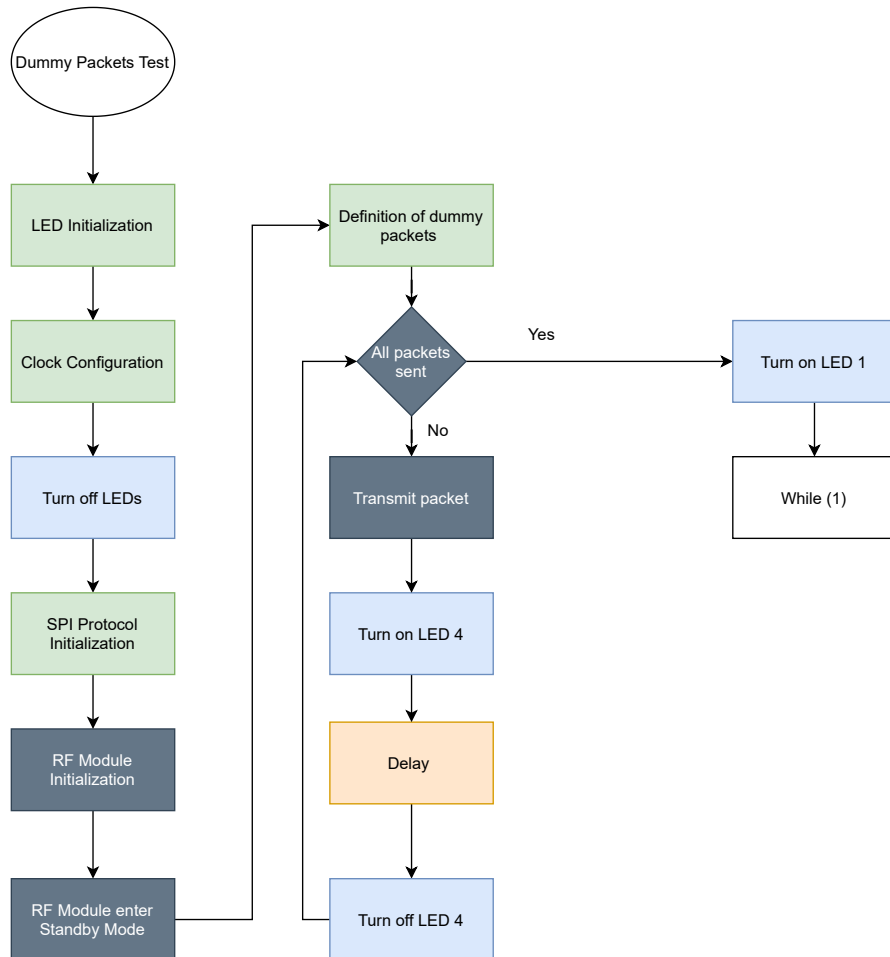 Dummy Packets Test
LED Initialization
Clock Configuration
Turn off LEDs
SPI Protocol
Initialization
RF Module
Initialization
RF Module enter
Standby Mode
Definition of dummy
packets
All packets
sent
Yes
No
Transmit packet
Turn on LED 4
Delay
Turn off LED 4
Turn on LED 1
While (1)